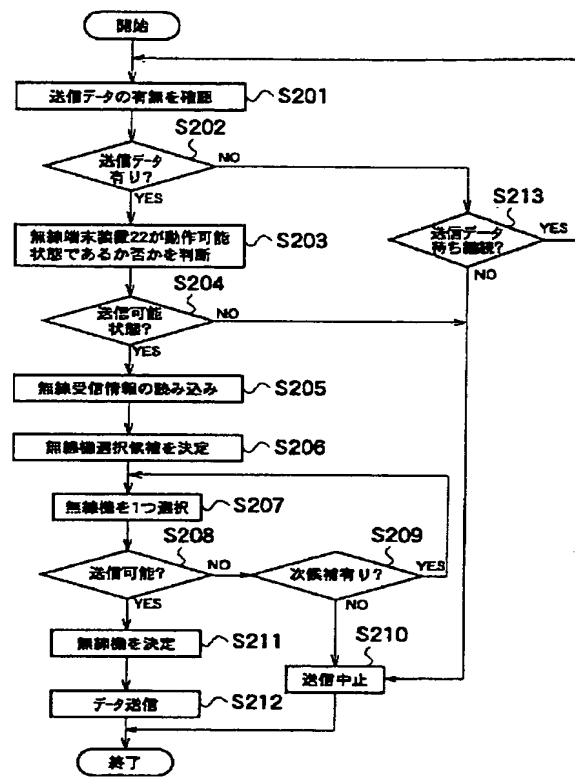 開始
送信データの有無を確認
S201
S202
送信データ
有り?
NO
YES
S213
送信データ
待ち継続?
YES
NO
無線端末装置22が動作可能
状態であるか否かを判断
S203
S204
送信可能
状態?
NO
YES
無線受信情報の読み込み
S205
無線機選択候補を決定
S206
無線機を1つ選択
S207
S208
送信可能?
NO
YES
S209
次候補有り?
YES
NO
無線機を決定
S211
S210
送信中止
データ送信
S212
終了